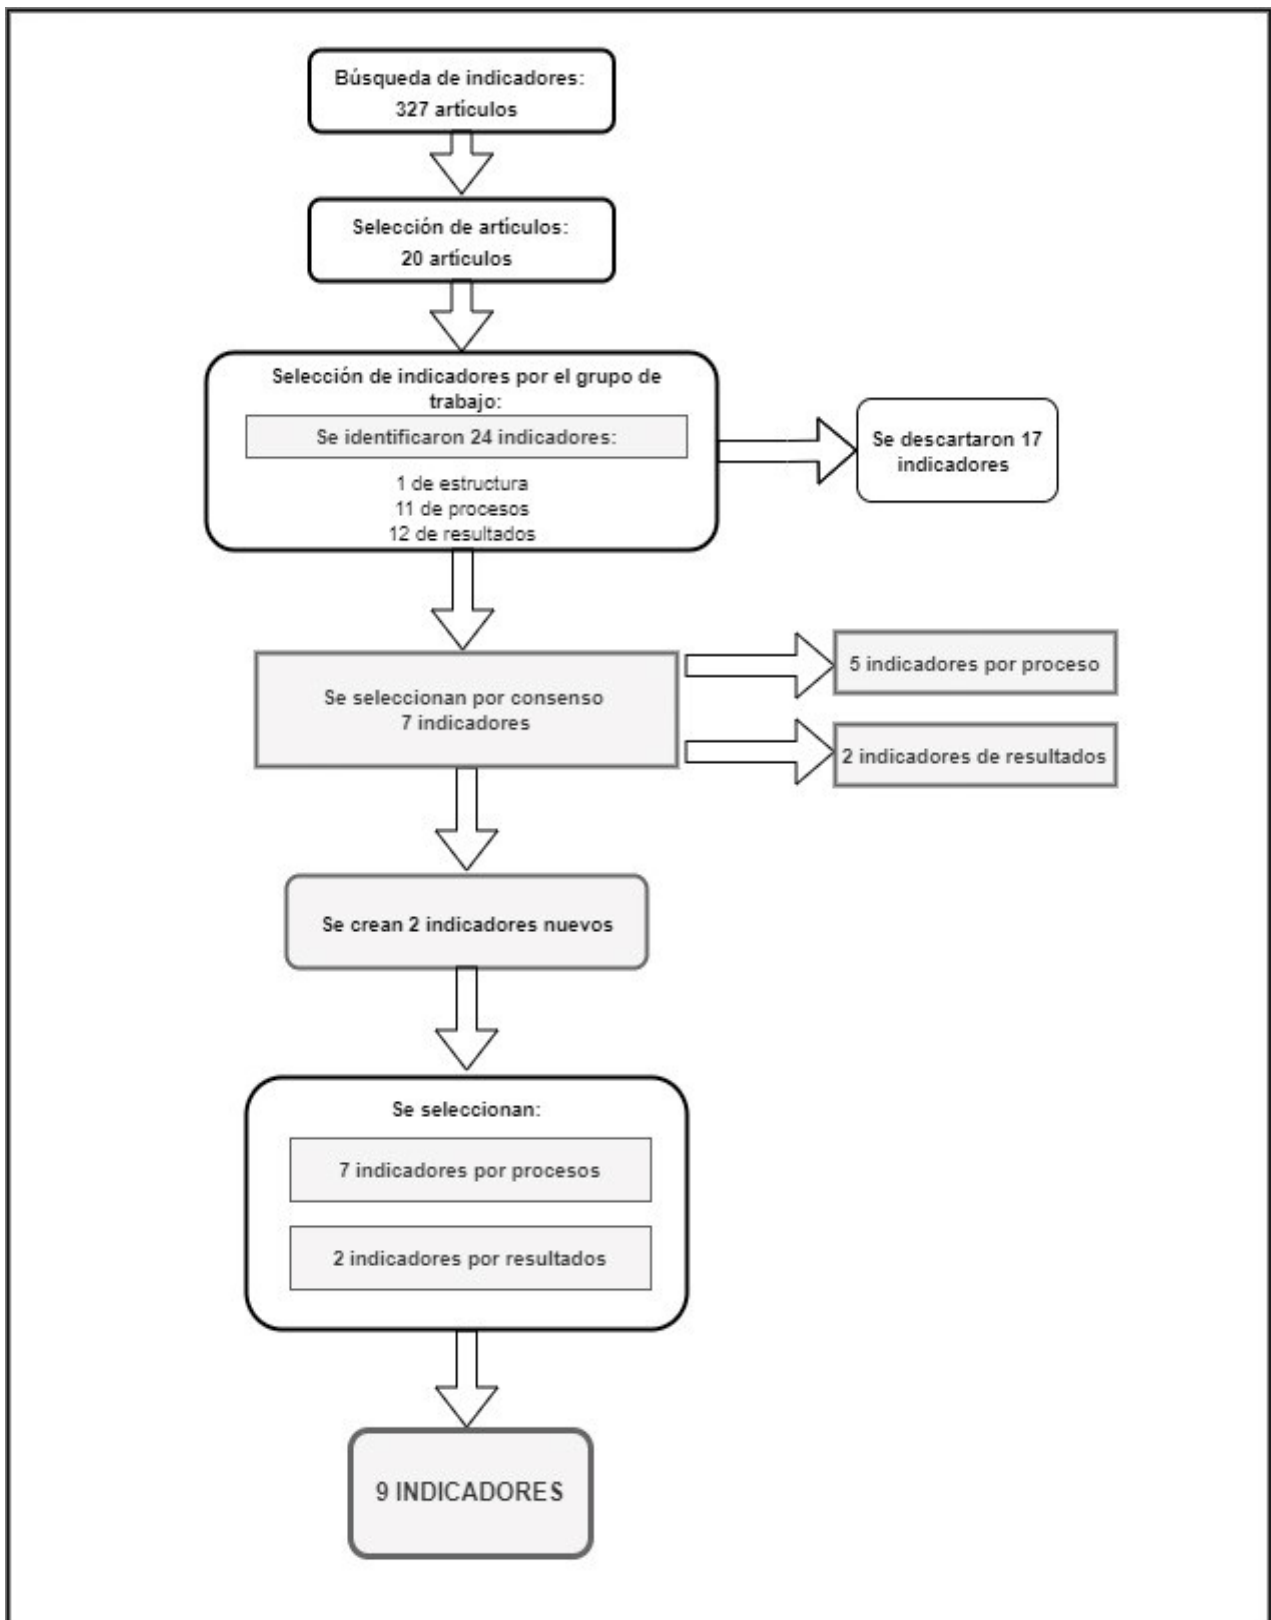 Búsqueda de indicadores:
327 artículos
Selección de artículos:
20 artículos
Selección de indicadores por el grupo de
trabajo:
Se identificaron 24 indicadores:
1 de estructura
11 de procesos
12 de resultados
Se descartaron 17
indicadores
Se seleccionan por consenso
7 indicadores
5 indicadores por proceso
2 indicadores de resultados
Se crean 2 indicadores nuevos
Se seleccionan:
7 indicadores por procesos
2 indicadores por resultados
9 INDICADORES